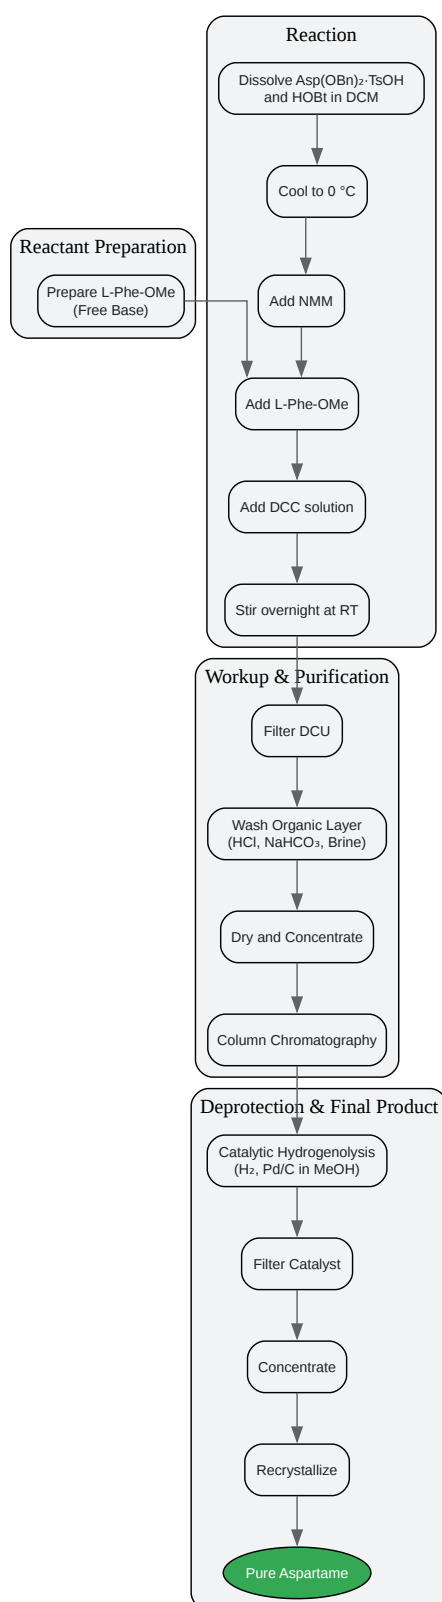 Reaction
Dissolve Asp(OBn)₂·TsOH
and HOBt in DCM
Cool to 0 °C
Reactant Preparation
Prepare L-Phe-OMe
(Free Base)
Add NMM
Add L-Phe-OMe
Add DCC solution
Stir overnight at RT
Workup & Purification
Filter DCU
Wash Organic Layer
(HCl, NaHCO₃, Brine)
Dry and Concentrate
Column Chromatography
Deprotection & Final Product
Catalytic Hydrogenolysis
(H₂, Pd/C in MeOH)
Filter Catalyst
Concentrate
Recrystallize
Pure Aspartame